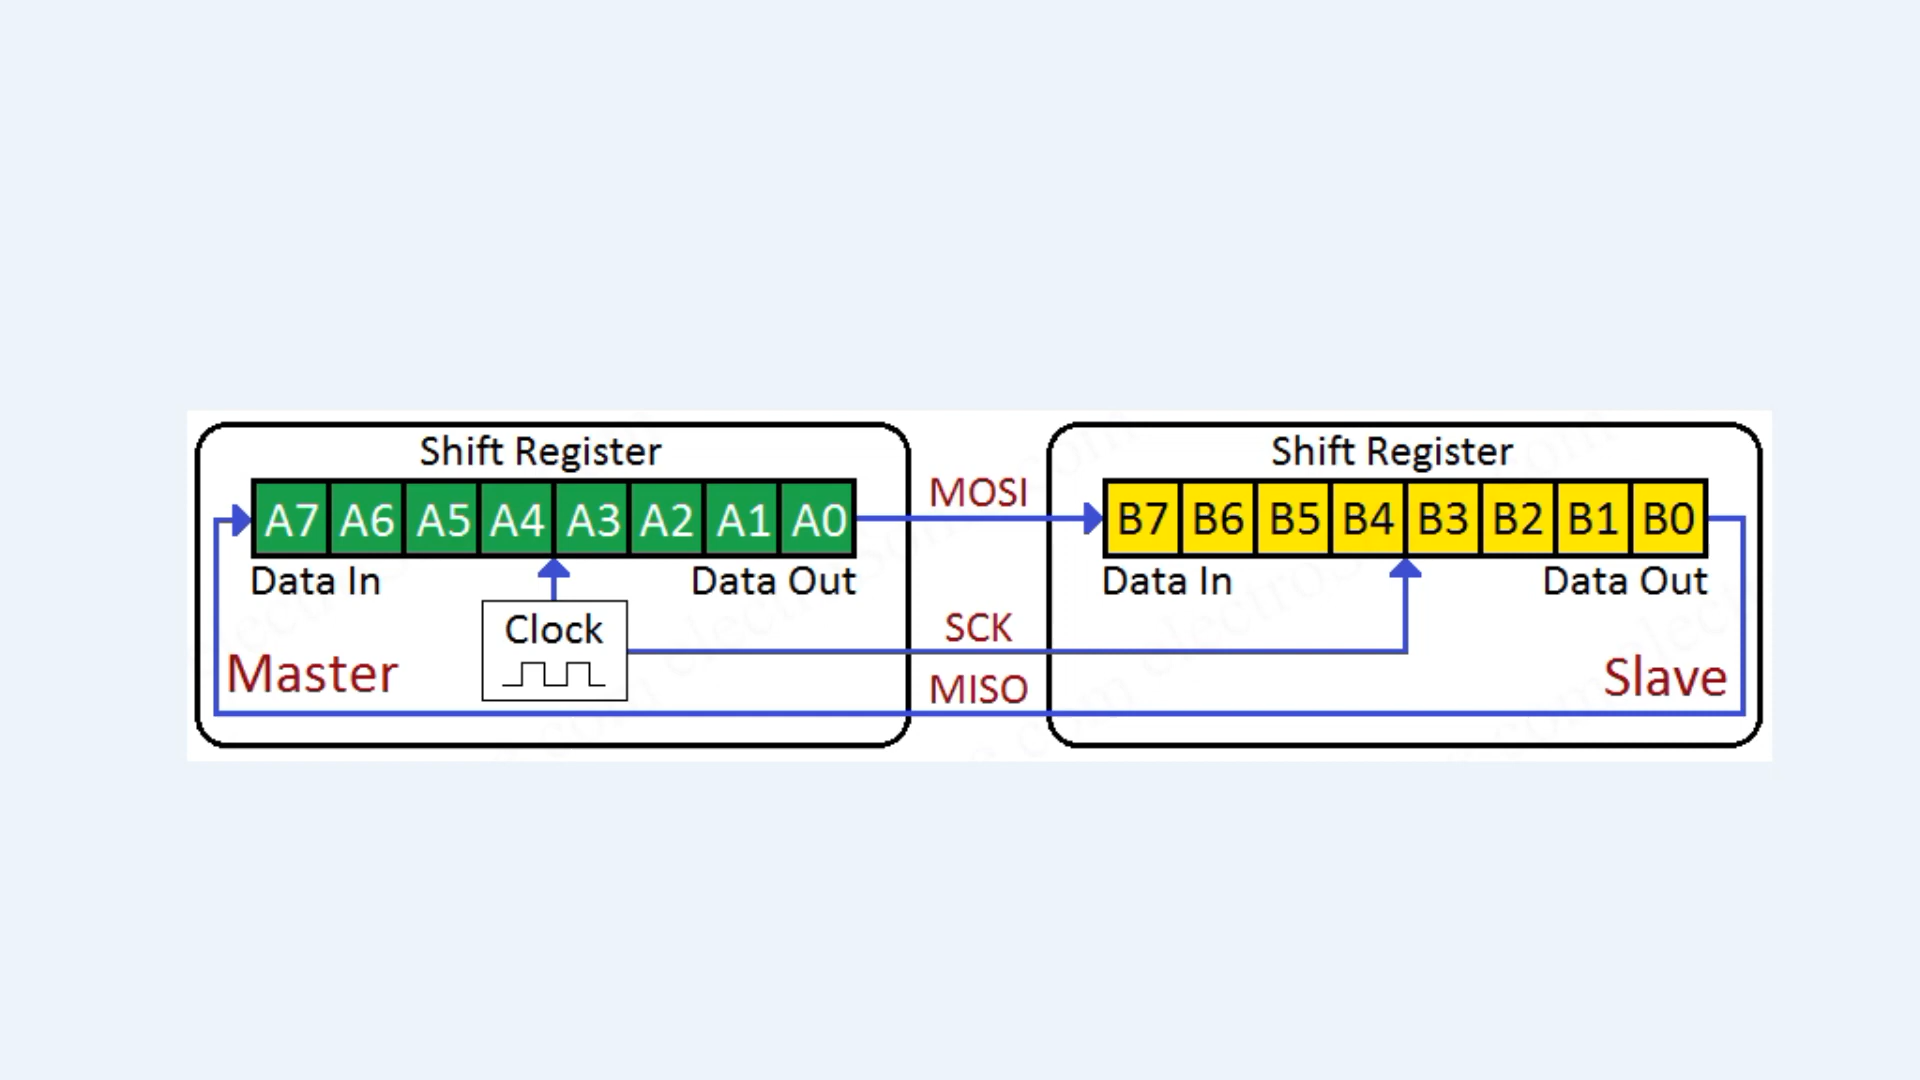 Shift Register
A7 A6 A5 A4 A3 A2 A1 A0
Data In
Data Out
Clock
Master
MOSI
SCK
MISO
Shift Register
B7 B6 B5 B4 B3 B2 B1 B0
Data In
Data Out
Slave